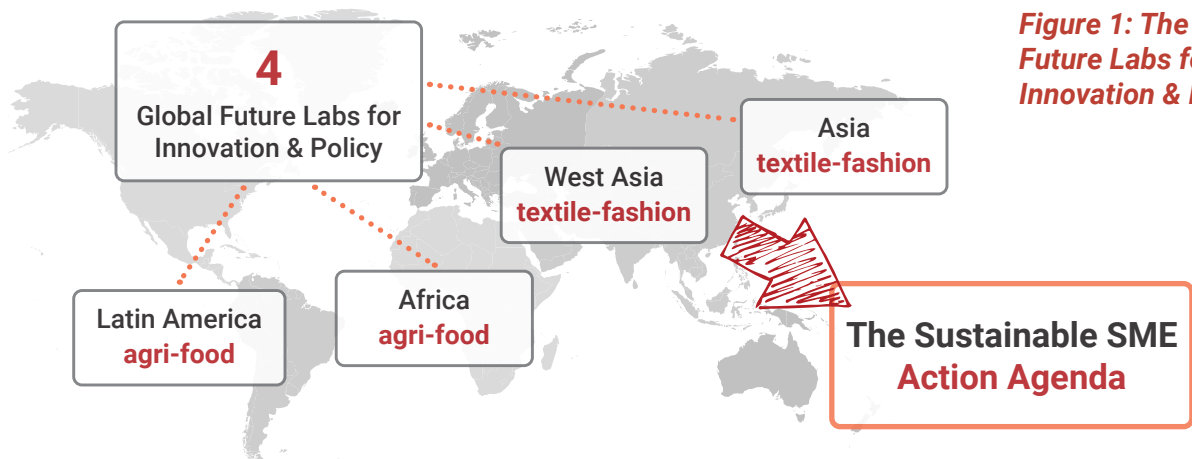 4
Global Future Labs for
Innovation & Policy
Figure 1: The
Future Labs
Innovation &
Asia
textile-fashion
West Asia
textile-fashion
Latin America
agri-food
Africa
agri-food
The Sustainable SME
Action Agenda